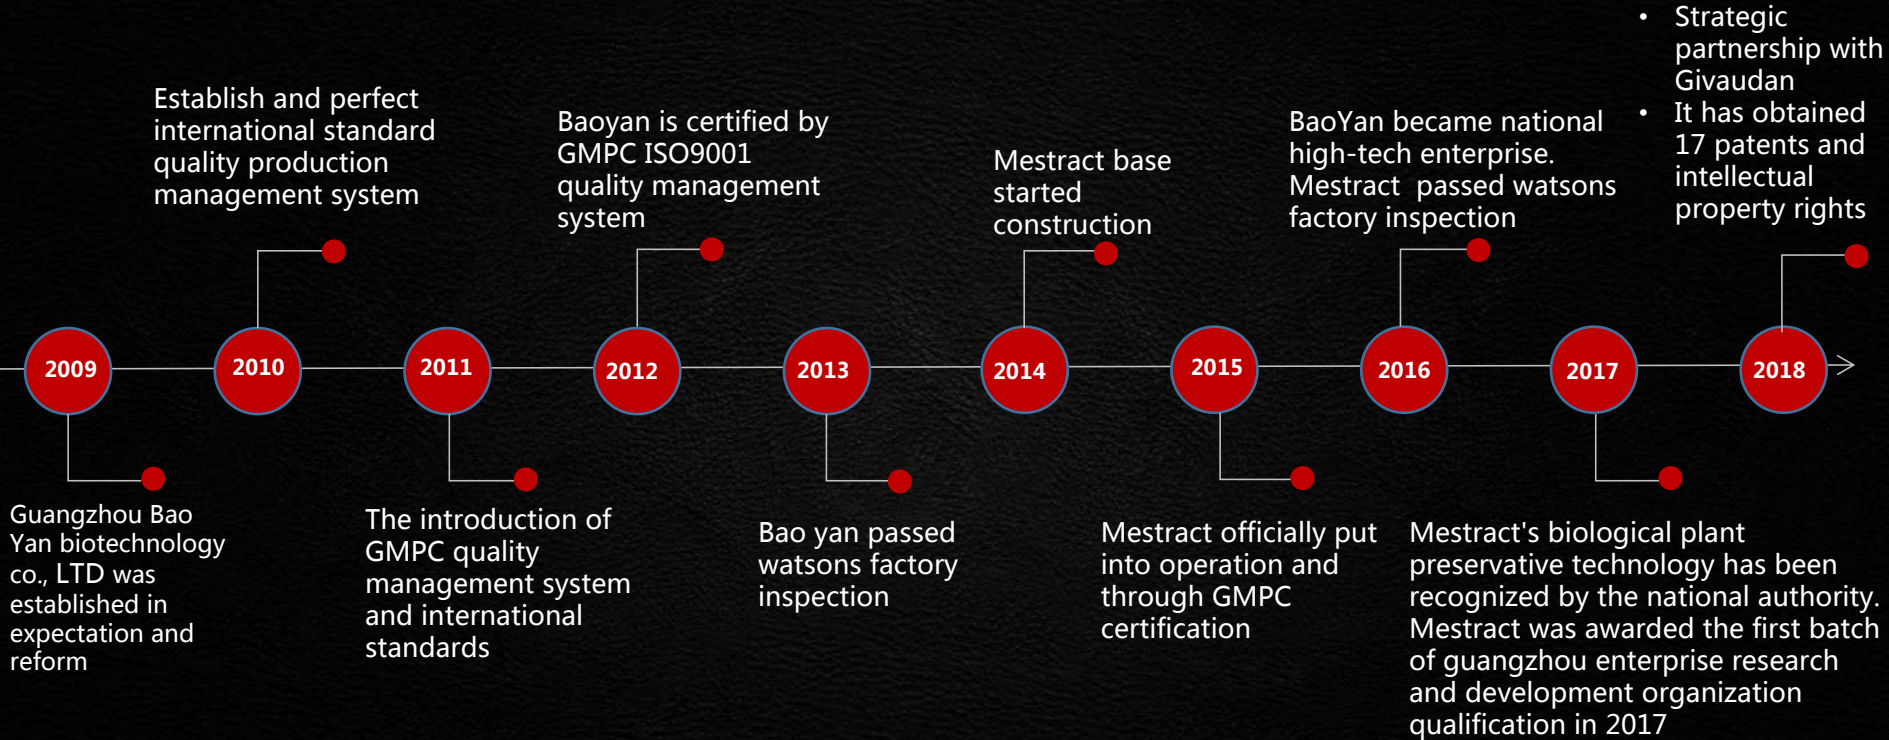 2009
Guangzhou Bao
Yan biotechnology
co., LTD was
established in
expectation and
reform
2010
Establish and perfect
international standard
quality production
management system
2011
The introduction of
GMPC quality
management system
and international
standards
2012
Baoyan is certified by
GMPC ISO9001
quality management
system
2013
Bao yan passed
watsons factory
inspection
2014
Mestract base
started
construction
2015
Mestract officially put
into operation and
through GMPC
certification
2016
BaoYan became national
high-tech enterprise.
Mestract  passed watsons
factory inspection
2017
Mestract's biological plant
preservative technology has been
recognized by the national authority.
Mestract was awarded the first batch
of guangzhou enterprise research
and development organization
qualification in 2017
2018
• Strategic
partnership with
Givaudan
• It has obtained
17 patents and
intellectual
property rights